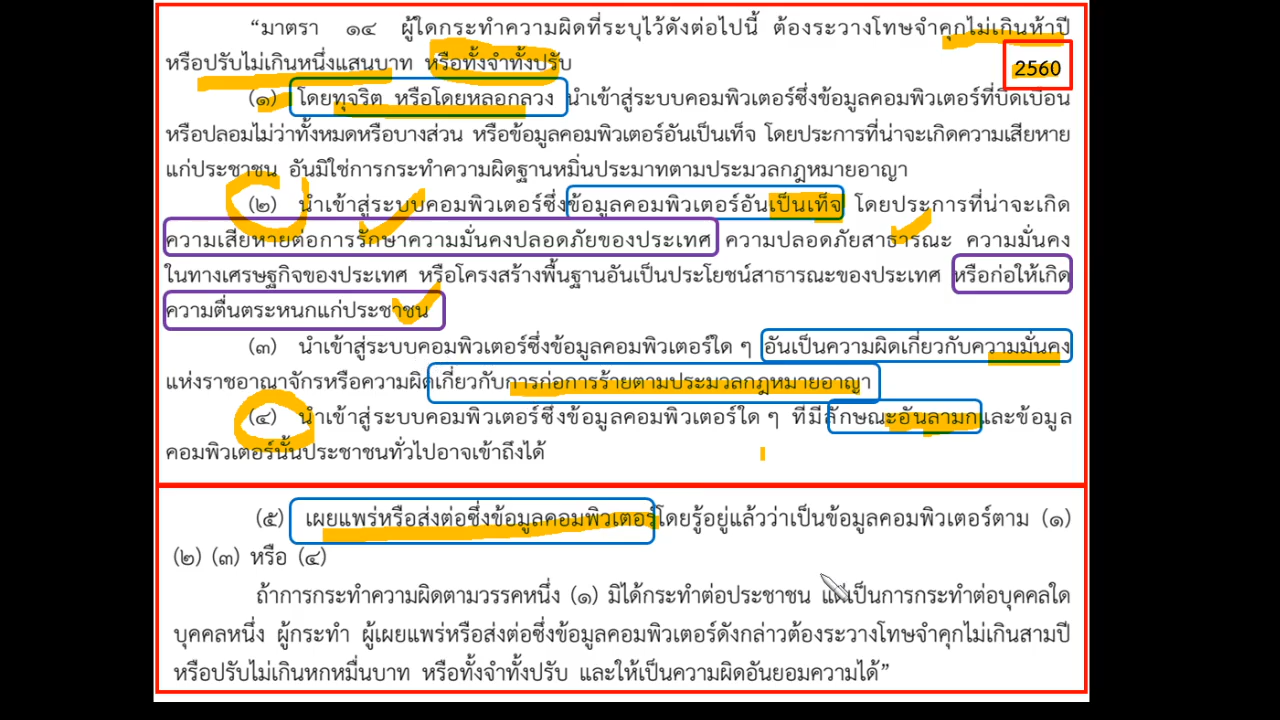 “มาตรา ๑๔ ผู้ใดกระทำความผิดที่ระบุไว้ดังต่อไปนี้ ต้องระวางโทษจำคุกไม่เกินห้าปี
หรือปรับไม่เกินหนึ่งแสนบาท หรือทั้งจำทั้งปรับ
2560
(๑) โดยทุจริต หรือโดยหลอกลวง นำเข้าสู่ระบบคอมพิวเตอร์ซึ่งข้อมูลคอมพิวเตอร์ที่บิดเบือน
หรือปลอมไม่ว่าทั้งหมดหรือบางส่วน หรือข้อมูลคอมพิวเตอร์อันเป็นเท็จ โดยประการที่น่าจะเกิดความเสียหาย
แก่ประชาชน อันมิใช่การกระทำความผิดฐานหมิ่นประมาทตามประมวลกฎหมายอาญา
(๒) นำเข้าสู่ระบบคอมพิวเตอร์ซึ่งข้อมูลคอมพิวเตอร์อันเป็นเท็จ โดยประการที่น่าจะเกิด
ความเสียหายต่อการรักษาความมั่นคงปลอดภัยของประเทศ ความปลอดภัยสาธารณะ ความมั่นคง
ในทางเศรษฐกิจของประเทศ หรือโครงสร้างพื้นฐานอันเป็นประโยชน์สาธารณะของประเทศ หรือก่อให้เกิด
ความตื่นตระหนกแก่ประชาชน
(๓) นำเข้าสู่ระบบคอมพิวเตอร์ซึ่งข้อมูลคอมพิวเตอร์ใด ๆ อันเป็นความผิดเกี่ยวกับความมั่นคง
แห่งราชอาณาจักรหรือความผิดเกี่ยวกับการก่อการร้ายตามประมวลกฎหมายอาญา
(๔) นำเข้าสู่ระบบคอมพิวเตอร์ซึ่งข้อมูลคอมพิวเตอร์ใด ๆ ที่มีลักษณะอันลามกและข้อมูล
คอมพิวเตอร์นั้นประชาชนทั่วไปอาจเข้าถึงได้
(๕) เผยแพร่หรือส่งต่อซึ่งข้อมูลคอมพิวเตอร์โดยรู้อยู่แล้วว่าเป็นข้อมูลคอมพิวเตอร์ตาม (๑)
(๒) (๓) หรือ (๔)
ถ้าการกระทำความผิดตามวรรคหนึ่ง (๑) มิได้กระทำต่อประชาชน แต่เป็นการกระทำต่อบุคคลใด
บุคคลหนึ่ง ผู้กระทำ ผู้เผยแพร่หรือส่งต่อซึ่งข้อมูลคอมพิวเตอร์ดังกล่าวต้องระวางโทษจำคุกไม่เกินสามปี
หรือปรับไม่เกินหกหมื่นบาท หรือทั้งจำทั้งปรับ และให้เป็นความผิดอันยอมความได้”